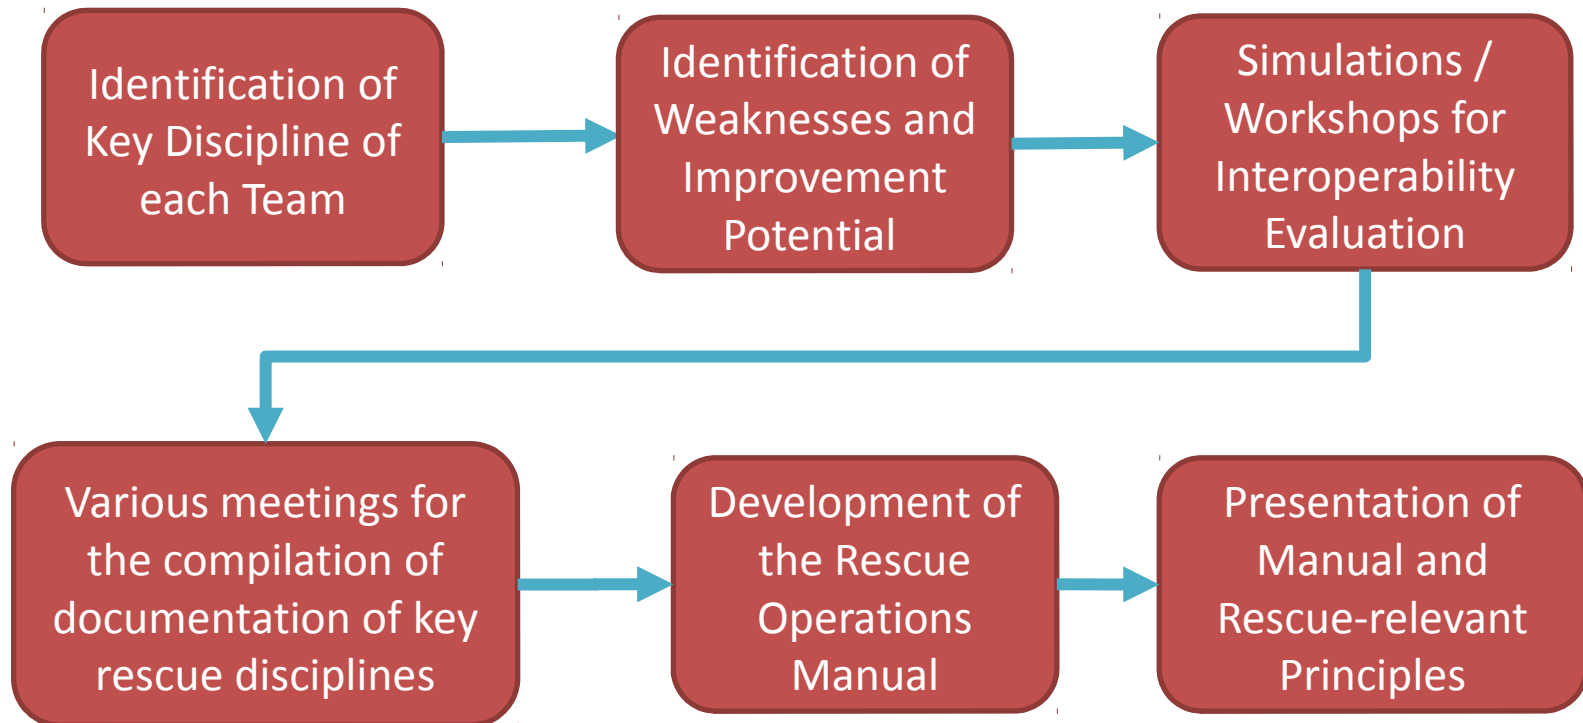 Identification of
Key Discipline of
each Team
Identification of
Weaknesses and
Improvement
Potential
Simulations /
Workshops for
Interoperability
Evaluation
Various meetings for
the compilation of
documentation of key
rescue disciplines
Development of
the Rescue
Operations
Manual
Presentation of
Manual and
Rescue-relevant
Principles